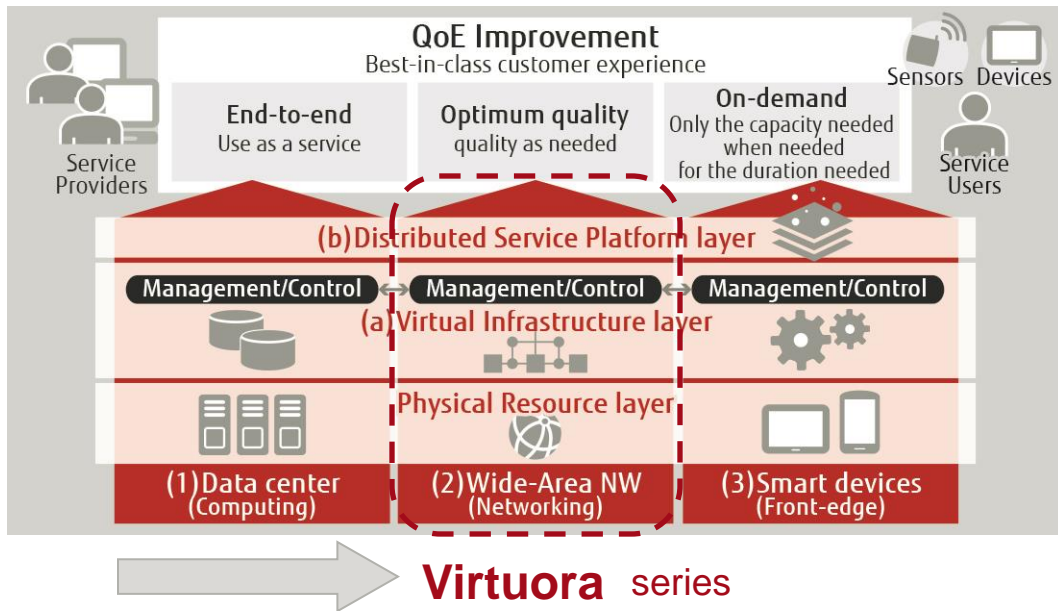 QoE Improvement
Best-in-class customer experience
Sensors Devices
End-to-end
Use as a service
Optimum quality
quality as needed
On-demand
Only the capacity needed
when needed
for the duration needed
Service
Providers
Service
Users
(b)Distributed Service Platform layer
Management/Control Management/Control Management/Control
(a)Virtual Infrastructure layer
Physical Resource layer
(1)Data center
(Computing)
(2)Wide-Area NW
(Networking)
(3)Smart devices
(Front-edge)
Virtuora series